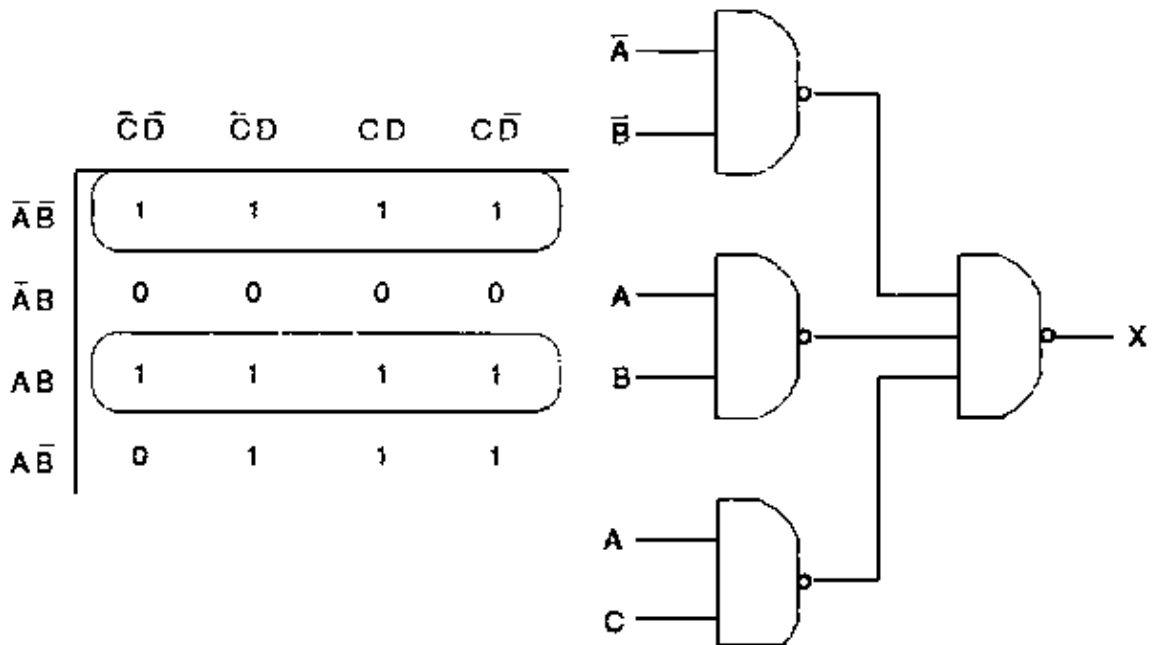 C̄D̄ C̄D CD CD̄
ĀB̄ 1 1 1 1
ĀB 0 0 0 0
AB 1 1 1 1
AB̄ 0 1 1 1
Ā
B̄
A
B̄
A
C
X